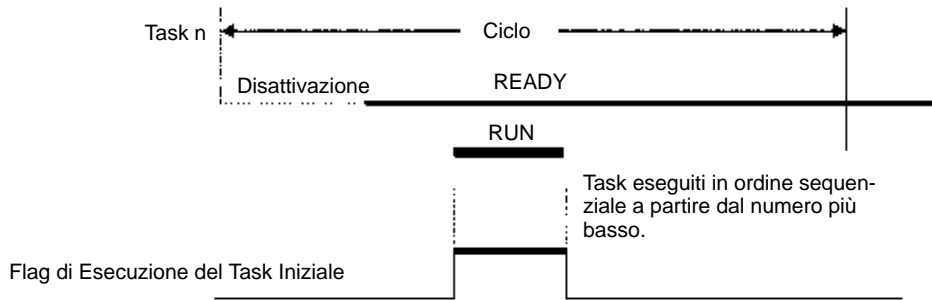 Task n
Ciclo
Disattivazione
READY
RUN
Task eseguiti in ordine sequen-
ziale a partire dal numero più
basso.
Flag di Esecuzione del Task Iniziale